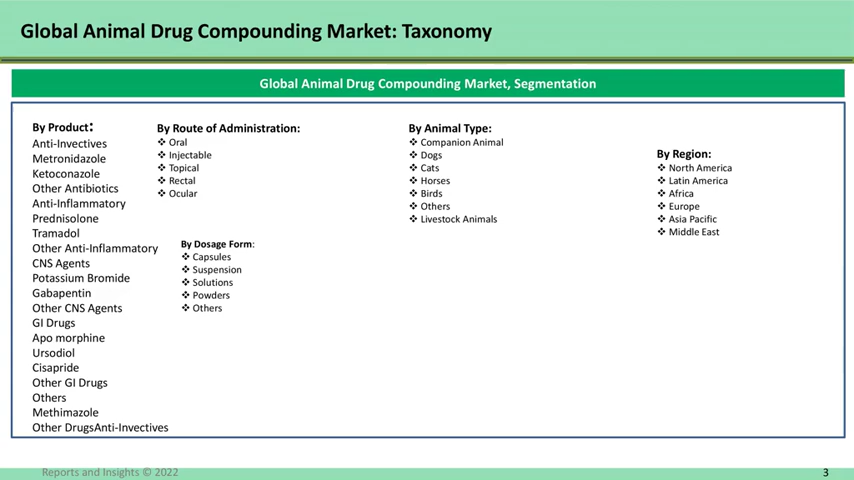 Global Animal Drug Compounding Market: Taxonomy
Global Animal Drug Compounding Market, Segmentation
By Product:
Anti-Invectives
Metronidazole
Ketoconazole
Other Antibiotics
Anti-Inflammatory
Prednisolone
Tramadol
Other Anti-Inflammatory
CNS Agents
Potassium Bromide
Gabapentin
Other CNS Agents
GI Drugs
Apo morphine
Ursodiol
Cisapride
Other GI Drugs
Others
Methimazole
Other DrugsAnti-Invectives
By Route of Administration:
❖ Oral
❖ Injectable
❖ Topical
❖ Rectal
❖ Ocular
By Dosage Form:
❖ Capsules
❖ Suspension
❖ Solutions
❖ Powders
❖ Others
By Animal Type:
❖ Companion Animal
❖ Dogs
❖ Cats
❖ Horses
❖ Birds
❖ Others
❖ Livestock Animals
By Region:
❖ North America
❖ Latin America
❖ Africa
❖ Europe
❖ Asia Pacific
❖ Middle East
Reports and Insights © 2022
3